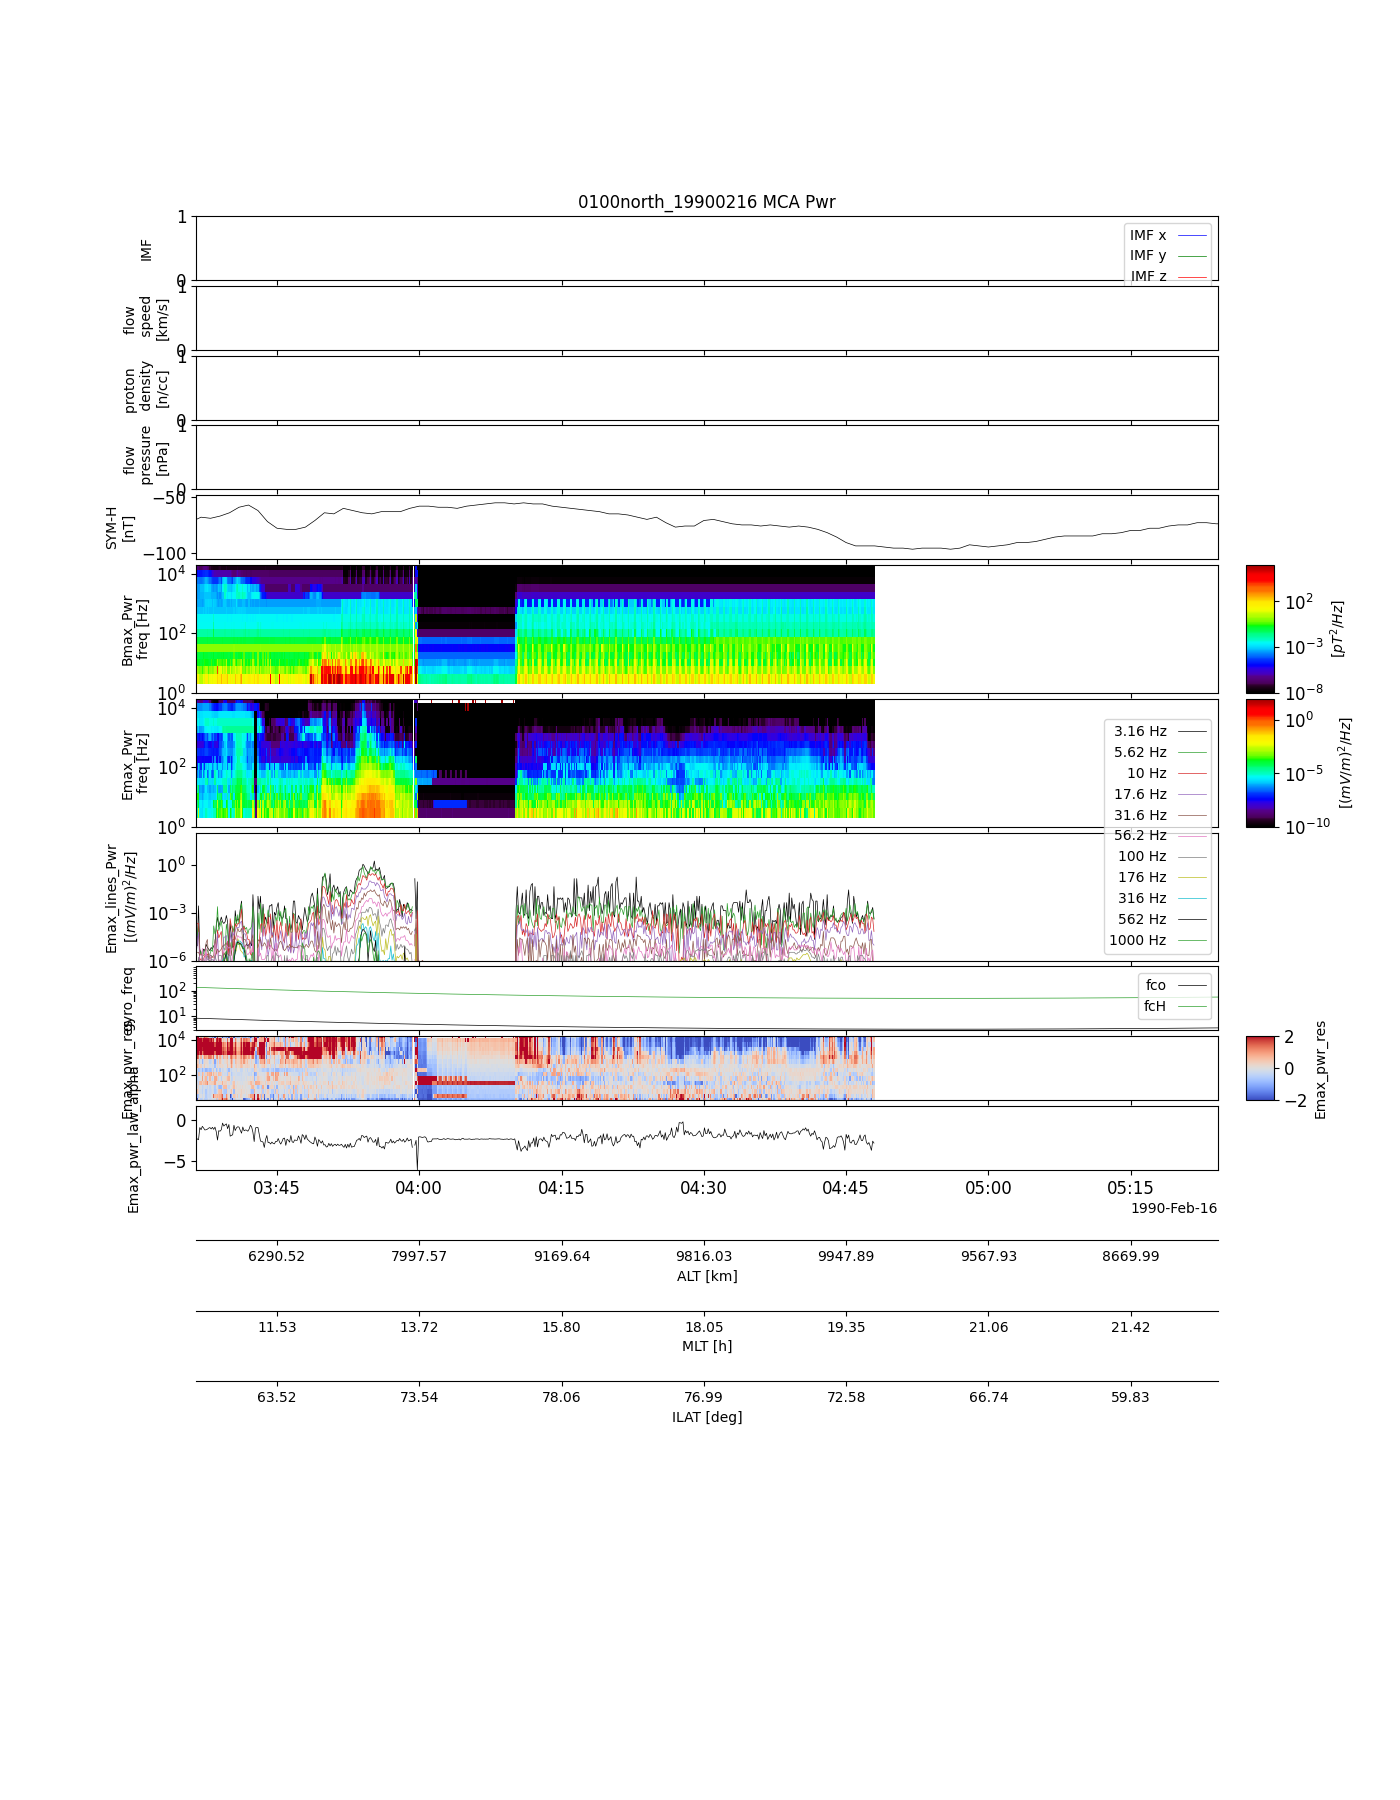 0100north_19900216 MCA Pwr
1
0
IMF
IMF x
IMF y
IMF z
1
0
flow
speed
[km/s]
1
0
proton
density
[n/cc]
1
0
flow
pressure
[nPa]
−50
−100
SYM-H
[nT]
10^4
10^2
10^0
Bmax_Pwr
freq [Hz]
10^2
10^−3
10^−8
[pT^2/Hz]
10^4
10^2
10^0
Emax_Pwr
freq [Hz]
10^0
10^−5
10^−10
[(mV/m)^2/Hz]
3.16 Hz
5.62 Hz
10 Hz
17.6 Hz
31.6 Hz
56.2 Hz
100 Hz
176 Hz
316 Hz
562 Hz
1000 Hz
10^0
10^−3
10^−6
Emax_lines_Pwr
[(mV/m)^2/Hz]
10^2
10^1
gyro_freq
fco
fcH
10^4
10^2
Emax_pwr_res
2
0
−2
Emax_pwr_res
0
−5
Emax_pwr_law_alpha
03:45 04:00 04:15 04:30 04:45 05:00 05:15
1990-Feb-16
6290.52 7997.57 9169.64 9816.03 9947.89 9567.93 8669.99
ALT [km]
11.53 13.72 15.80 18.05 19.35 21.06 21.42
MLT [h]
63.52 73.54 78.06 76.99 72.58 66.74 59.83
ILAT [deg]